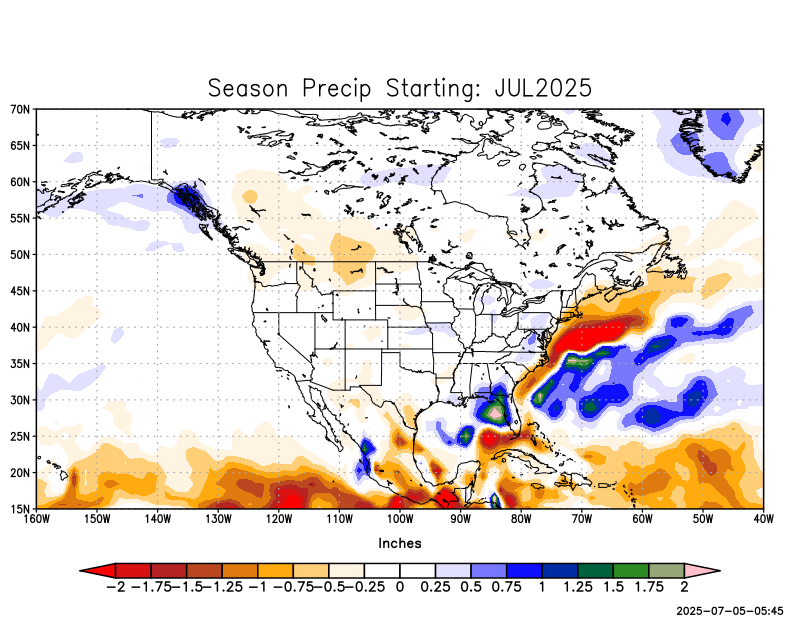 Season Precip Starting: JUL2025
70N
65N
60N
55N
50N
45N
40N
35N
30N
25N
20N
15N
160W 150W 140W 130W 120W 110W 100W 90W 80W 70W 60W 50W 40W
Inches
-2 -1.75 -1.5 -1.25 -1 -0.75 -0.5 -0.25 0 0.25 0.5 0.75 1 1.25 1.5 1.75 2
2025-07-05-05:45